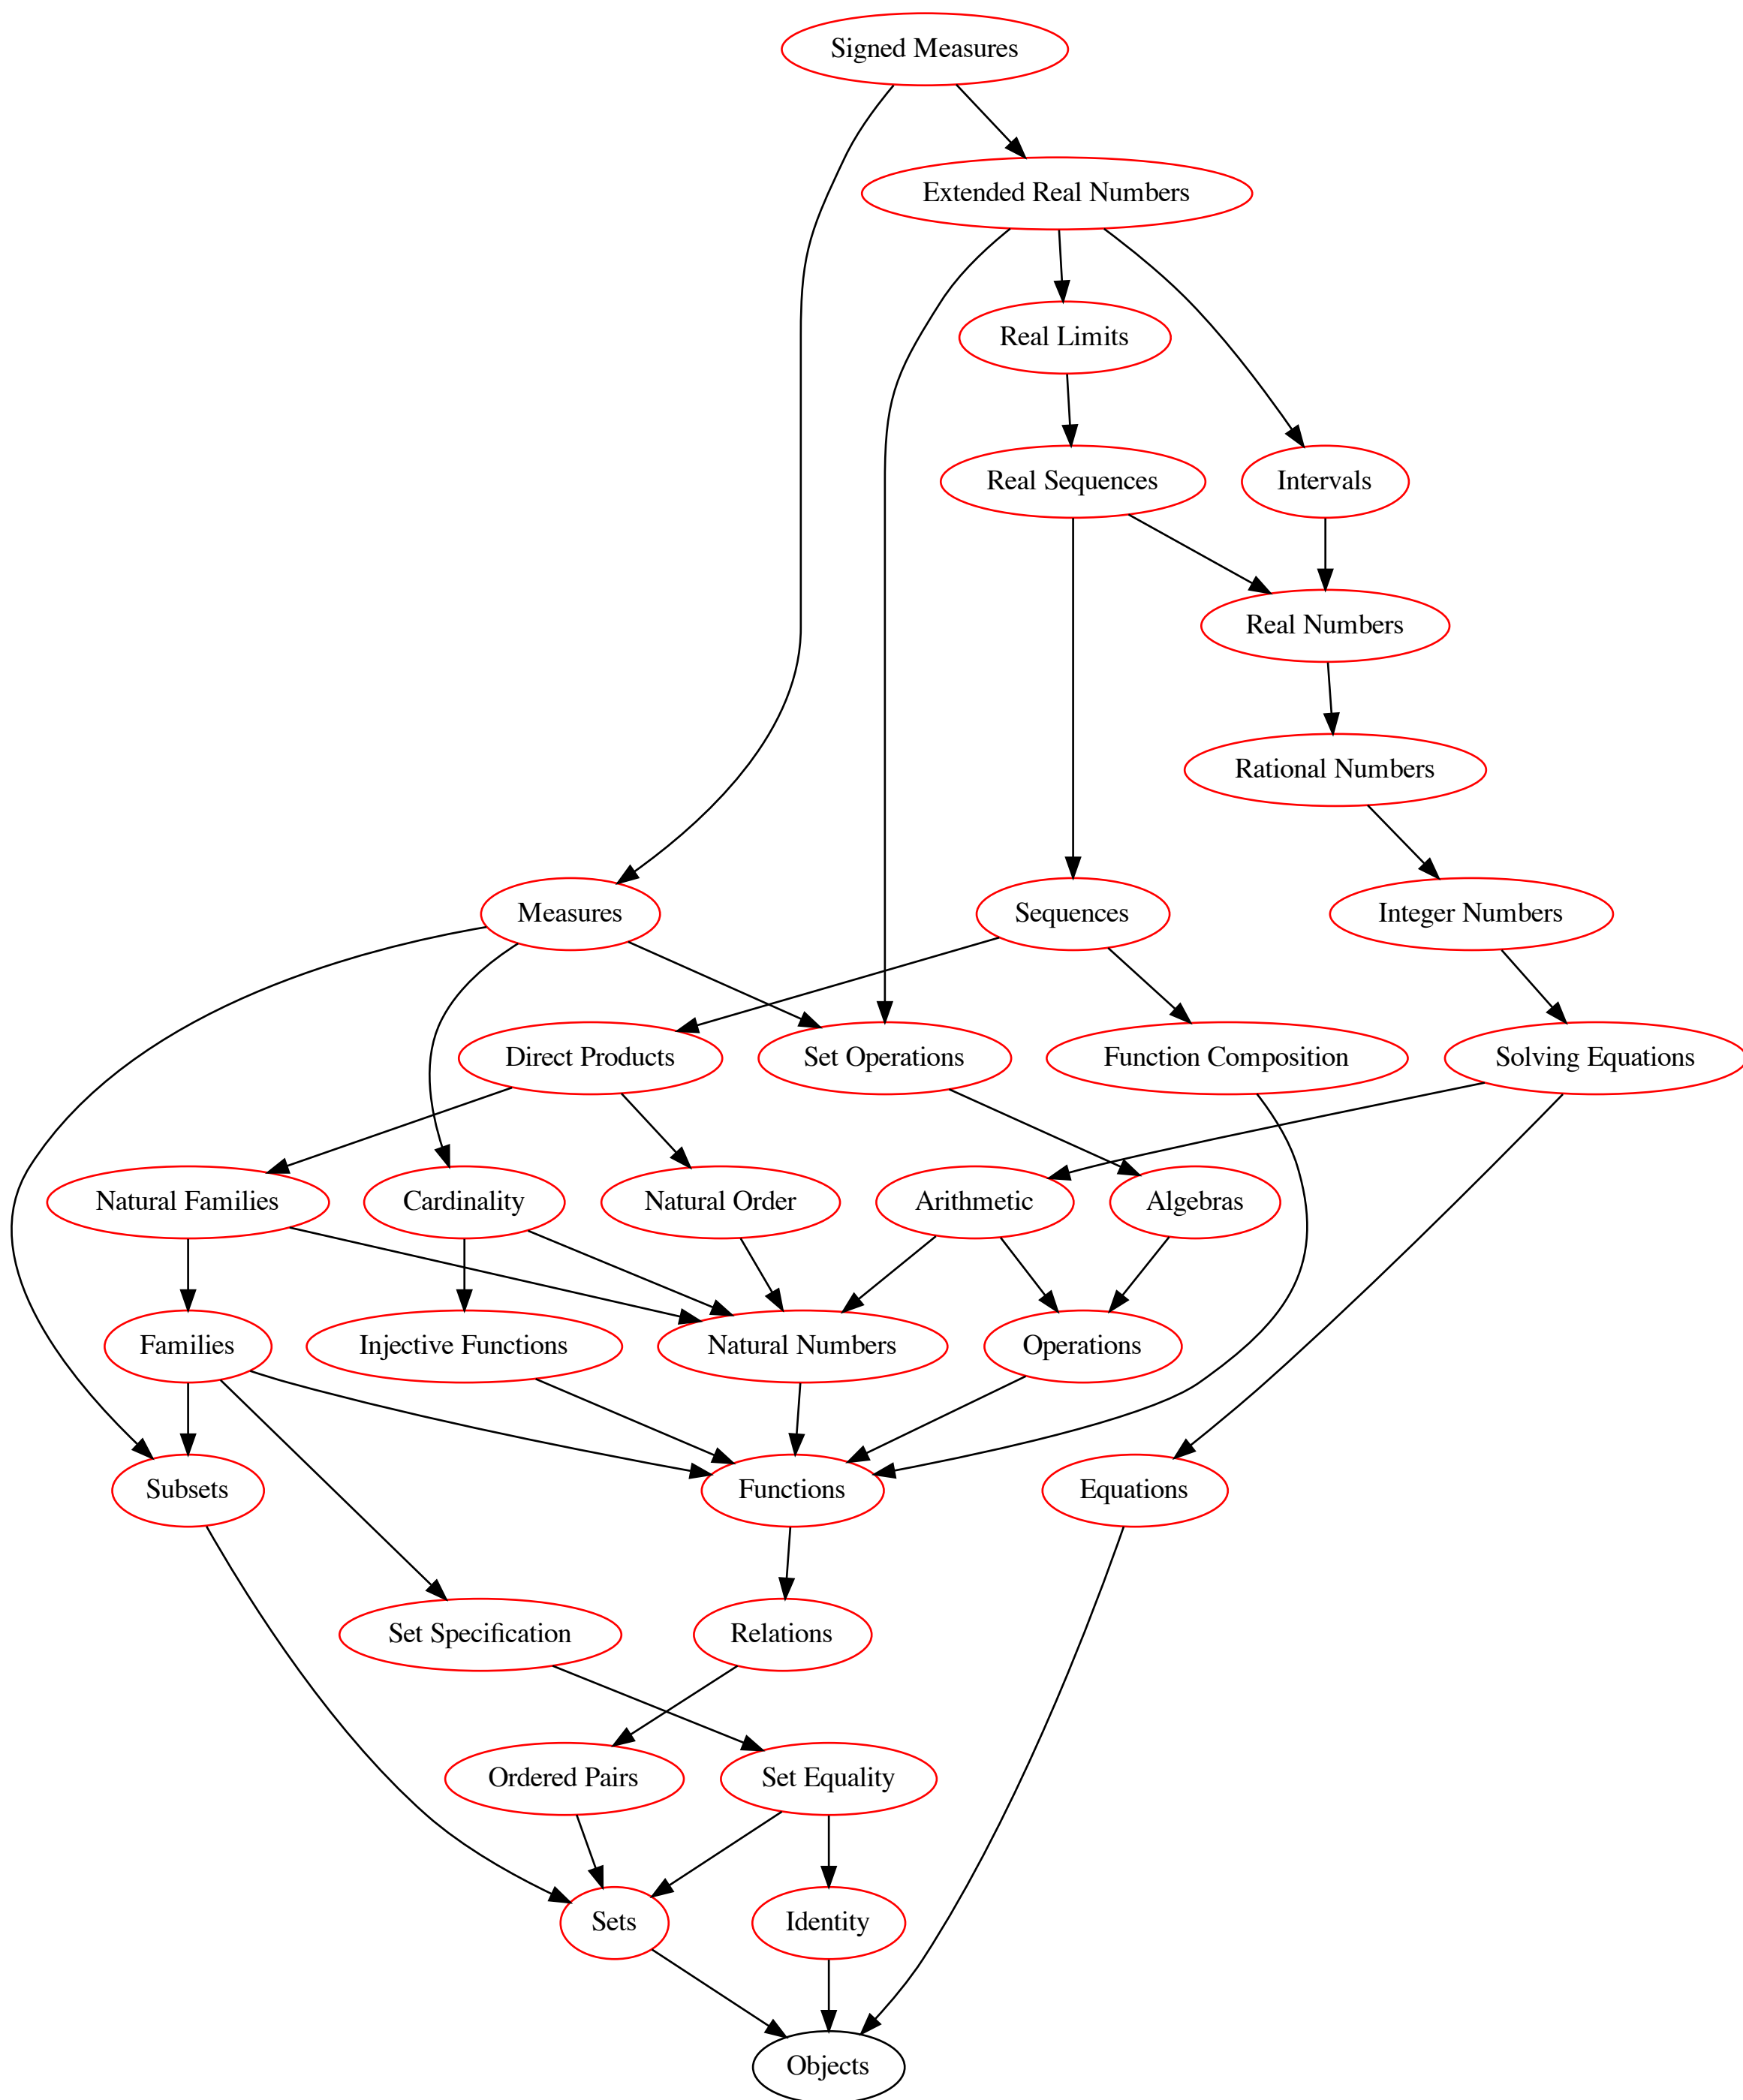 Signed Measures
Extended Real Numbers
Real Limits
Real Sequences
Intervals
Real Numbers
Rational Numbers
Measures
Sequences
Integer Numbers
Direct Products
Set Operations
Function Composition
Solving Equations
Natural Families
Cardinality
Natural Order
Arithmetic
Algebras
Families
Injective Functions
Natural Numbers
Operations
Subsets
Functions
Equations
Set Specification
Relations
Ordered Pairs
Set Equality
Sets
Identity
Objects